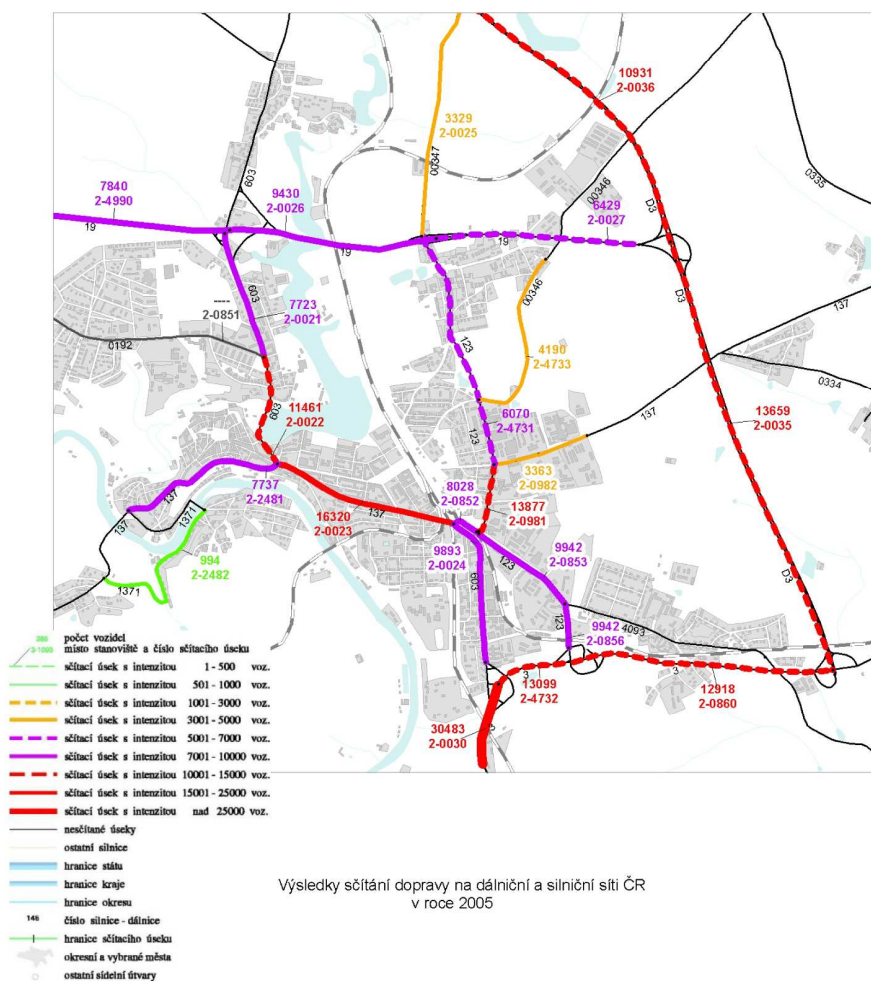 10931
2-0036
3329
2-0025
00347
603
0335
00346
7840
2-4990
9430
2-0026
6429
2-0027
D3
19
19
19
603
7723
2-0021
----
2-0851
00346
D3
137
0192
123
4190
2-4733
0334
603
11461
2-0022
6070
2-4731
137
13659
2-0035
123
3363
2-0982
7737
2-2481
137
8028
2-0852
13877
2-0981
16320
2-0023
137
137
1371
9893
2-0024
123
9942
2-0853
994
2-2482
1371
603
D3
123
9942
2-0856
4093
3
13099
2-4732
3
12918
2-0860
30483
2-0030
počet vozidel
místo stanoviště a číslo sčítacího úseku
sčítací úsek s intenzitou 1 - 500 voz.
sčítací úsek s intenzitou 501 - 1000 voz.
sčítací úsek s intenzitou 1001 - 3000 voz.
sčítací úsek s intenzitou 3001 - 5000 voz.
sčítací úsek s intenzitou 5001 - 7000 voz.
sčítací úsek s intenzitou 7001 - 10000 voz.
sčítací úsek s intenzitou 10001 - 15000 voz.
sčítací úsek s intenzitou 15001 - 25000 voz.
sčítací úsek s intenzitou nad 25000 voz.
nesčítané úseky
ostatní silnice
hranice státu
hranice kraje
hranice okresu
číslo silnice - dálnice
hranice sčítacího úseku
okresní a vybrané města
ostatní sídelní útvary
Výsledky sčítání dopravy na dálniční a silniční síti ČR
v roce 2005